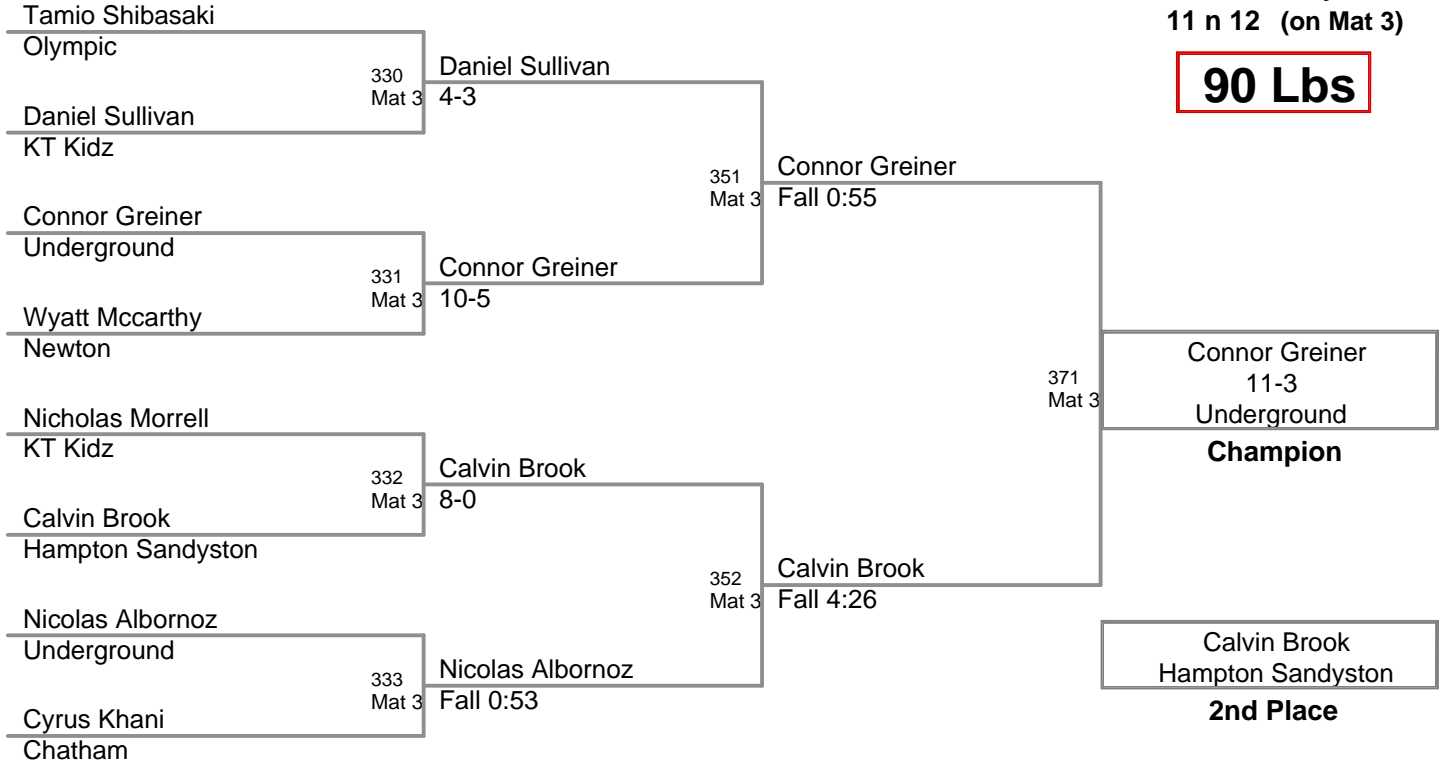 11 n 12 (on Mat 3)
90 Lbs
Tamio Shibasaki
Olympic
330
Mat 3
Daniel Sullivan
4-3
Daniel Sullivan
KT Kidz
351
Mat 3
Connor Greiner
Fall 0:55
Connor Greiner
Underground
331
Mat 3
Connor Greiner
10-5
Wyatt Mccarthy
Newton
371
Mat 3
Connor Greiner
11-3
Underground
Champion
Nicholas Morrell
KT Kidz
332
Mat 3
Calvin Brook
8-0
Calvin Brook
Hampton Sandyston
352
Mat 3
Calvin Brook
Fall 4:26
Nicolas Albornoz
Underground
333
Mat 3
Nicolas Albornoz
Fall 0:53
Cyrus Khani
Chatham
Calvin Brook
Hampton Sandyston
2nd Place